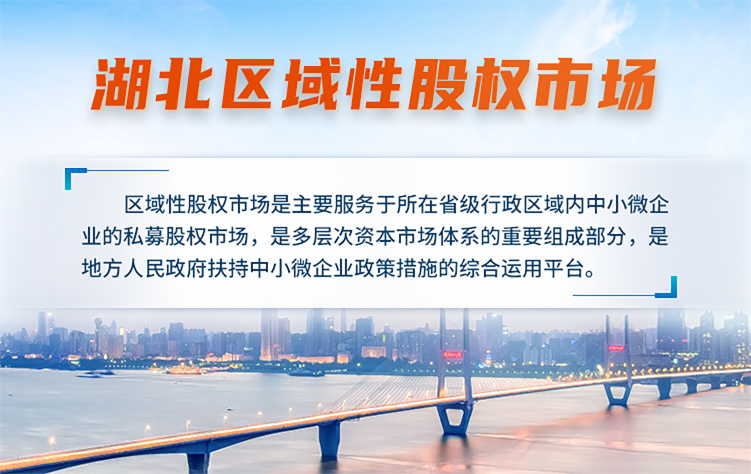 湖北区域性股权市场
区域性股权市场是主要服务于所在省级行政区域内中小微企
业的私募股权市场，是多层次资本市场体系的重要组成部分，是
地方人民政府扶持中小微企业政策措施的综合运用平台。